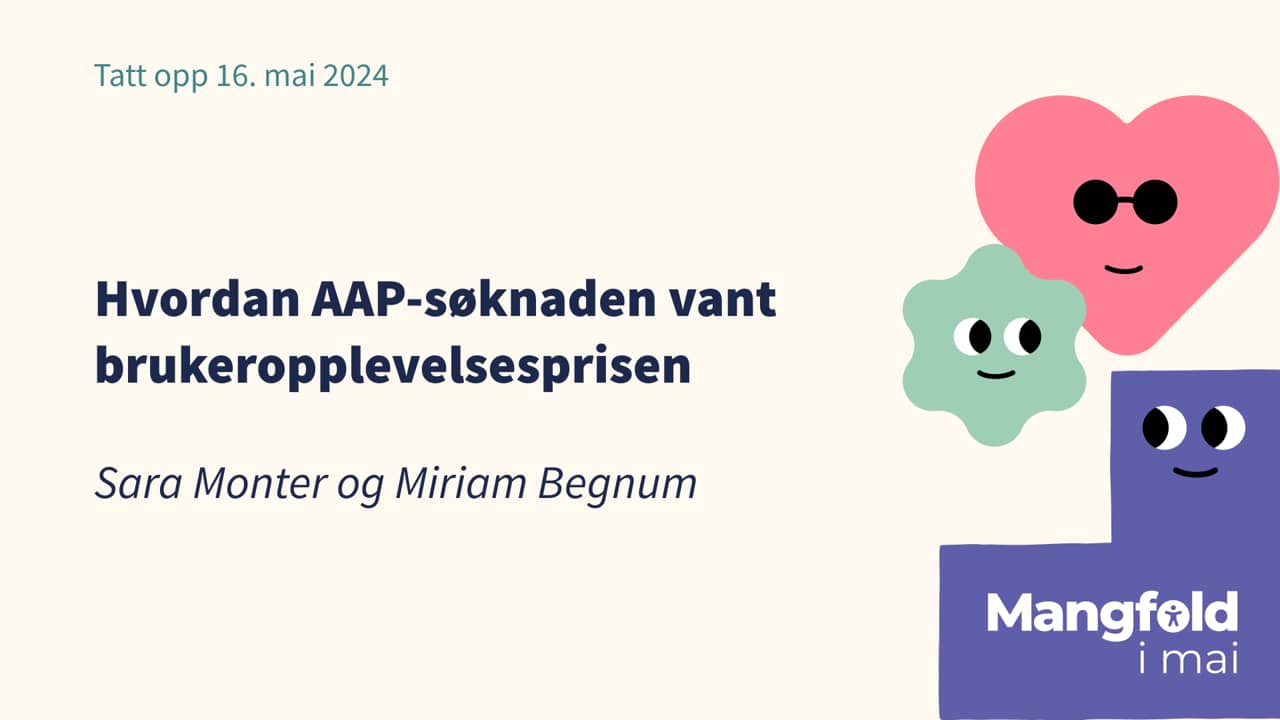 Tatt opp 16. mai 2024
Hvordan AAP-søknaden vant
brukeropplevelsesprisen
Sara Monter og Miriam Begnum
Mangfold
i mai